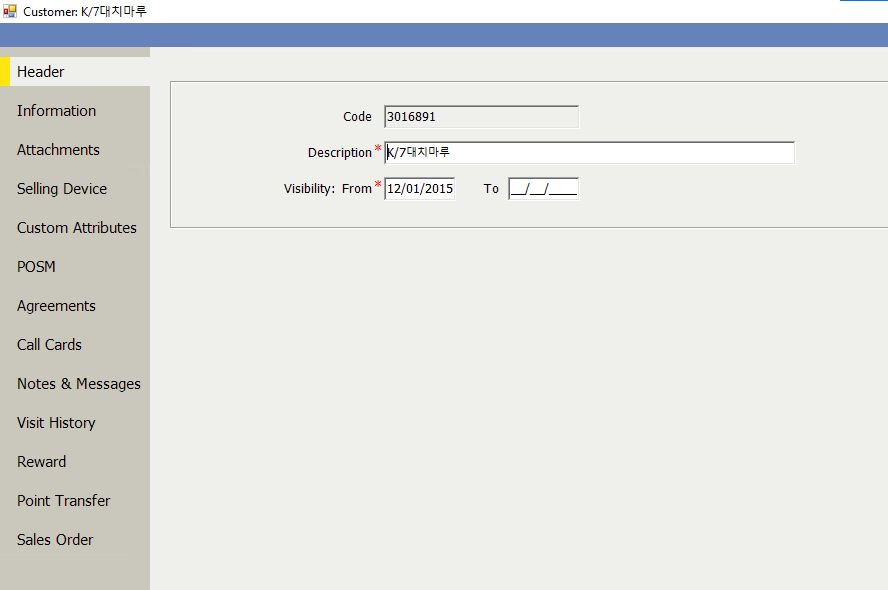 Customer: K/7대치마루
Header
Information
Attachments
Selling Device
Custom Attributes
POSM
Agreements
Call Cards
Notes & Messages
Visit History
Reward
Point Transfer
Sales Order
Code 3016891
Description* K/7대치마루
Visibility: From* 12/01/2015 To __/__/____